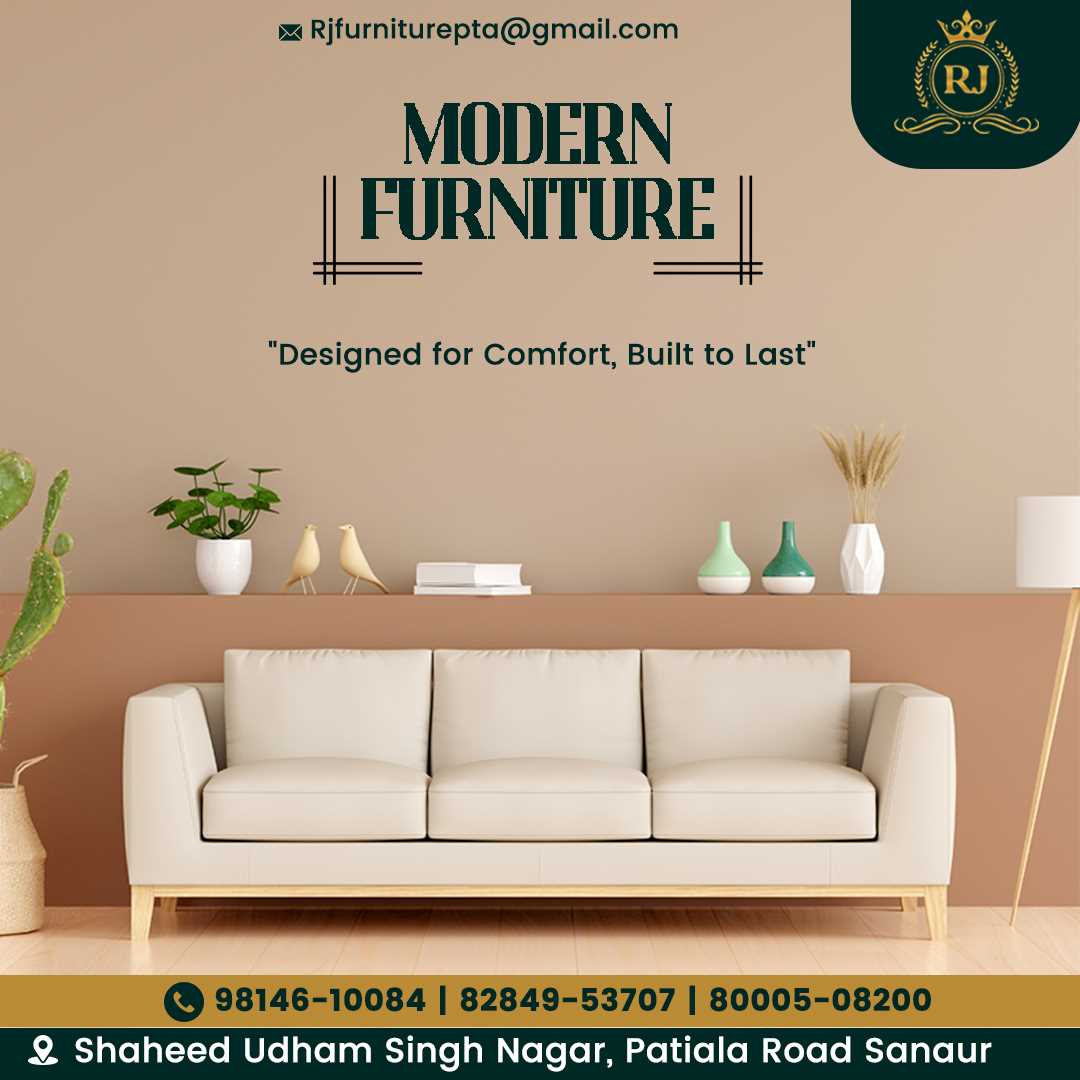 Rjfurniturepta@gmail.com
RJ
MODERN
FURNITURE
"Designed for Comfort, Built to Last"
98146-10084 | 82849-53707 | 80005-08200
Shaheed Udham Singh Nagar, Patiala Road Sanaur